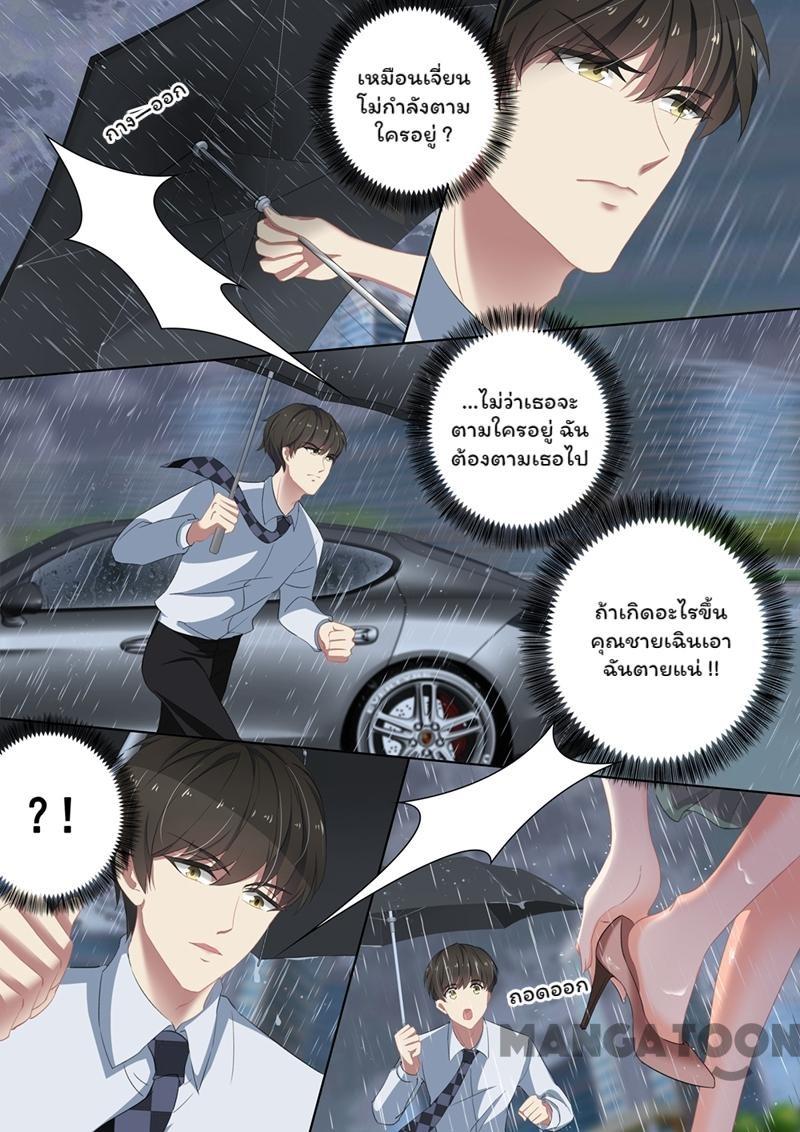 กาง—ออก
เหมือนเจี่ยน
โม่กำลังตาม
ใครอยู่ ?
...ไม่ว่าเธอจะ
ตามใครอยู่ ฉัน
ต้องตามเธอไป
ถ้าเกิดอะไรขึ้น
คุณชายเฉินเอา
ฉันตายแน่ !!
? !
ถอดออก
MANGATOON